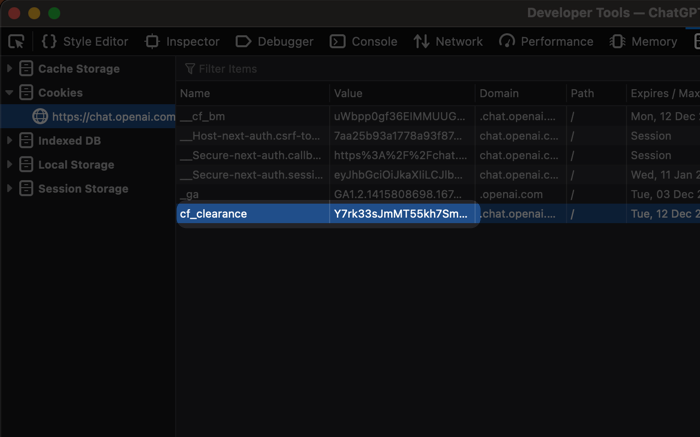 Developer Tools — ChatGPT
Style Editor Inspector Debugger Console Network Performance Memory
Cache Storage
Cookies
https://chat.openai.com
Indexed DB
Local Storage
Session Storage
Filter Items
Name Value Domain Path Expires / Max
__cf_bm uWbpp0gf36EIMMUUG... .chat.openai.... / Mon, 12 Dec 2
__Host-next-auth.csrf-to... 7aa25b93a1778a93f87... chat.openai.c... / Session
__Secure-next-auth.callb... https%3A%2F%2Fchat.... chat.openai.c... / Session
__Secure-next-auth.sessi... eyJhbGciOiJkaXIiLCJlb... chat.openai.c... / Wed, 11 Jan 2
_ga GA1.2.1415808698.167... .openai.com / Tue, 03 Dec 2
cf_clearance Y7rk33sJmMT55kh7Sm... .chat.openai.... / Tue, 12 Dec 2